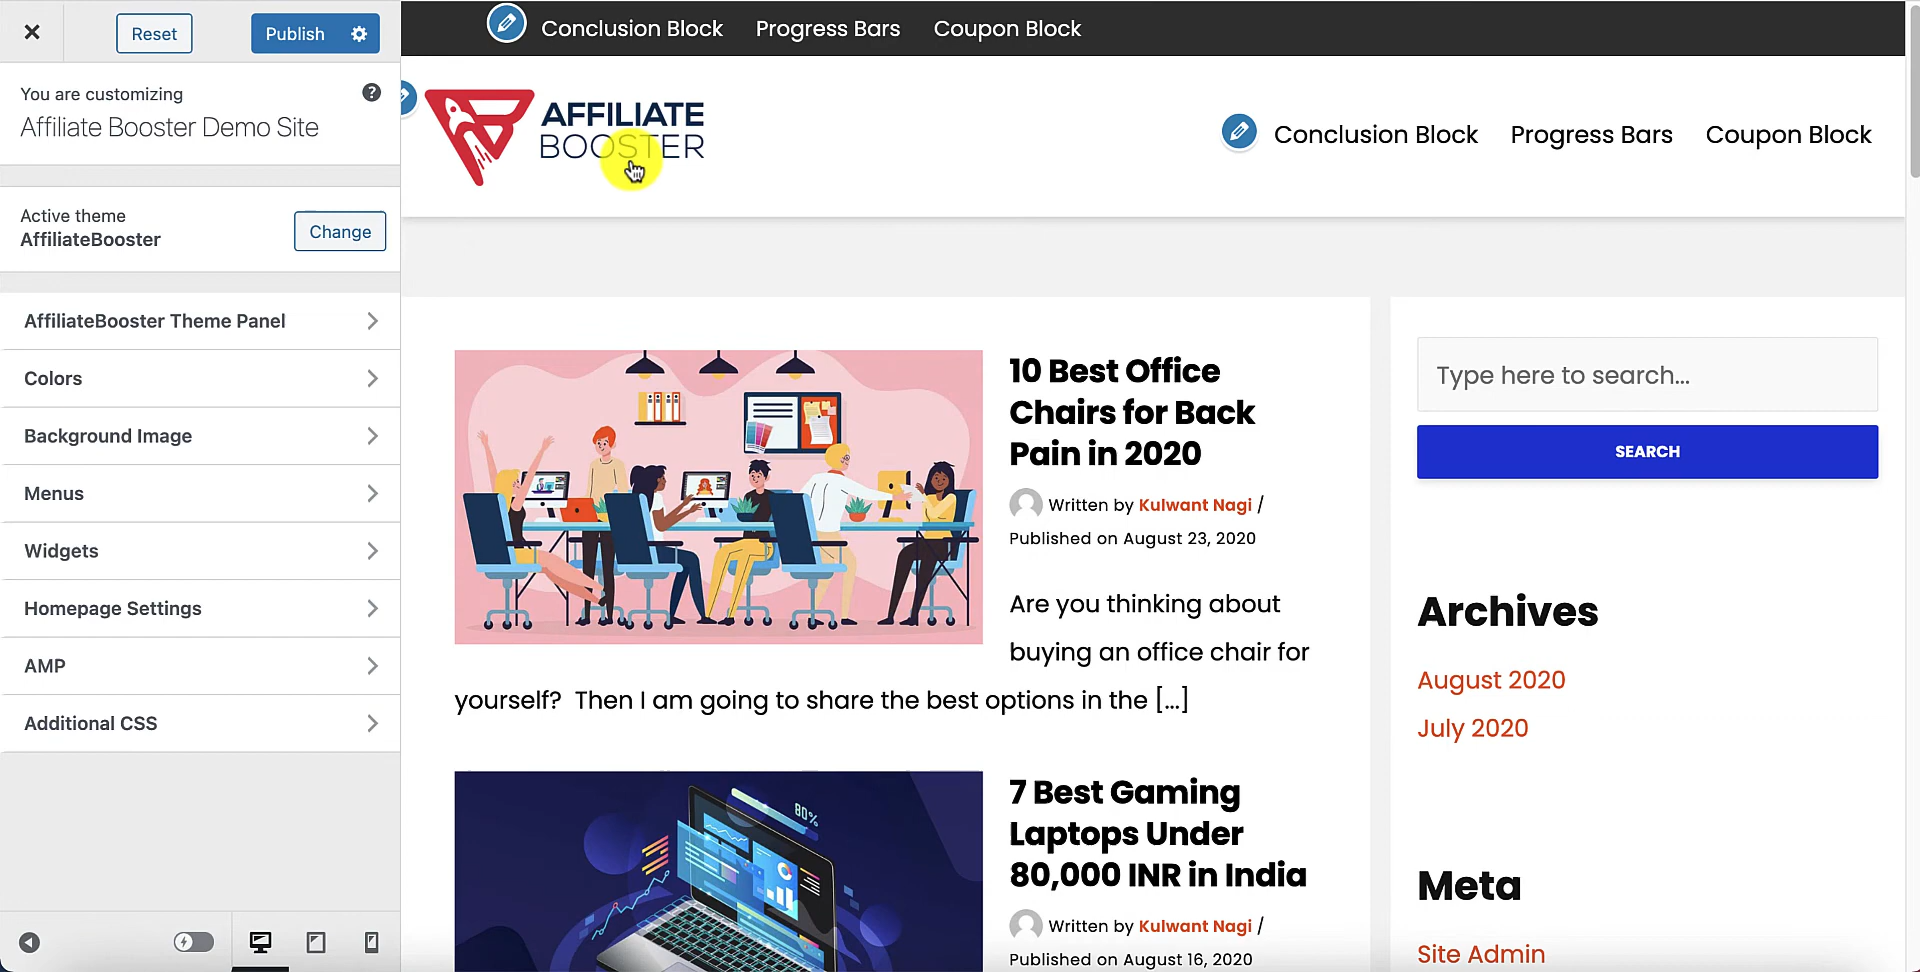 Reset
Publish
You are customizing
Affiliate Booster Demo Site
Active theme
AffiliateBooster
Change
AffiliateBooster Theme Panel
Colors
Background Image
Menus
Widgets
Homepage Settings
AMP
Additional CSS
Conclusion Block Progress Bars Coupon Block
AFFILIATE
BOOSTER
Conclusion Block Progress Bars Coupon Block
10 Best Office
Chairs for Back
Pain in 2020
Written by Kulwant Nagi /
Published on August 23, 2020
Are you thinking about
buying an office chair for
yourself? Then I am going to share the best options in the [...]
80%
7 Best Gaming
Laptops Under
80,000 INR in India
Written by Kulwant Nagi /
Published on August 16, 2020
Type here to search...
SEARCH
Archives
August 2020
July 2020
Meta
Site Admin